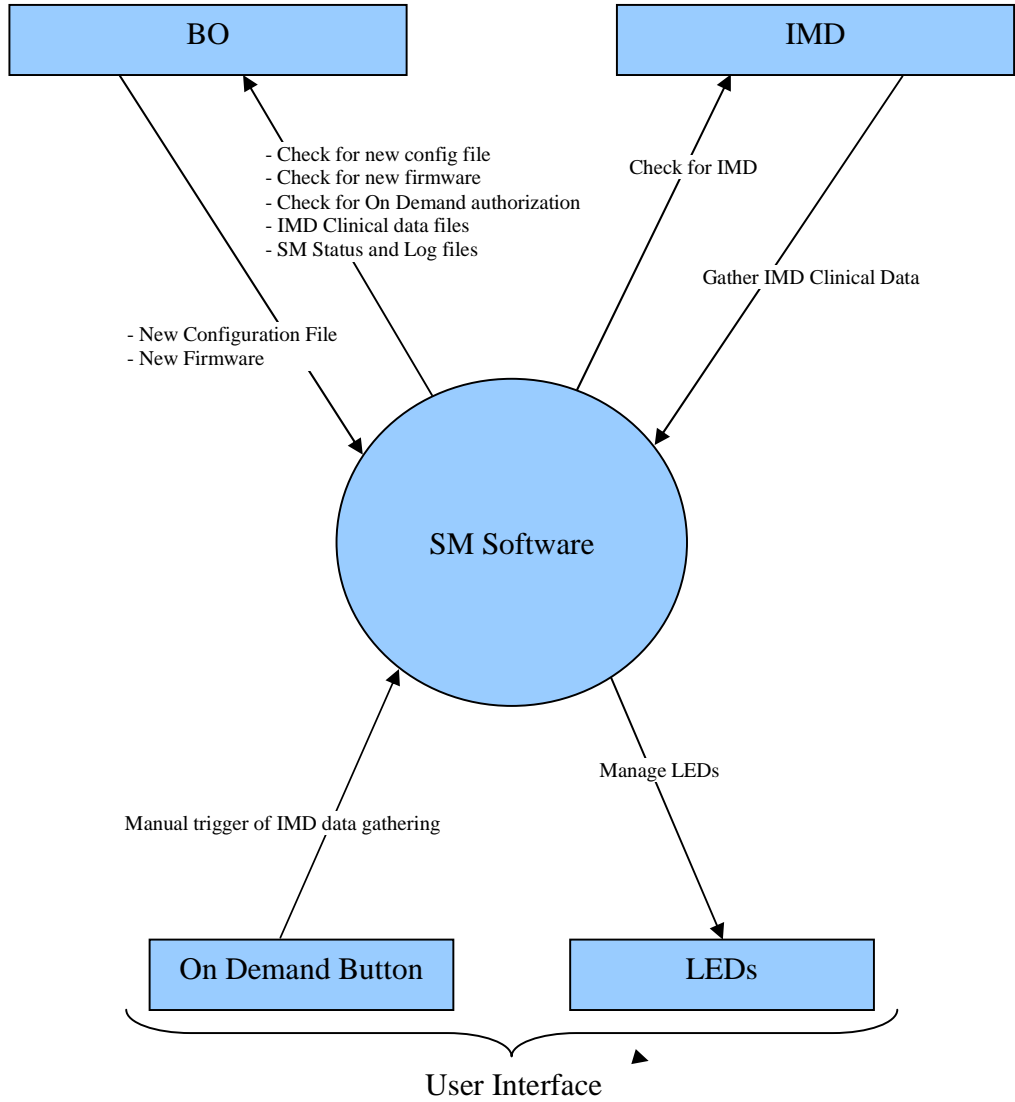 BO
IMD
- Check for new config file
- Check for new firmware
- Check for On Demand authorization
- IMD Clinical data files
- SM Status and Log files
Check for IMD
Gather IMD Clinical Data
- New Configuration File
- New Firmware
SM Software
Manage LEDs
Manual trigger of IMD data gathering
On Demand Button
LEDs
User Interface